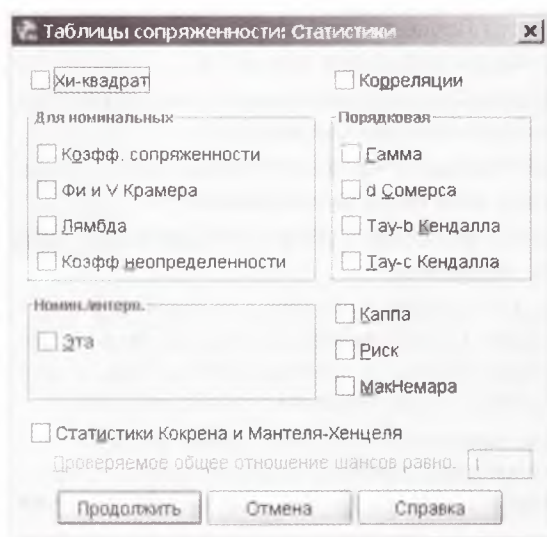 Таблицы сопряженности: Статистики
Хи-квадрат
Корреляции
Для номинальных
Коэфф. сопряженности
Фи и V Крамера
Лямбда
Коэфф неопределенности
Порядковая
Гамма
d Сомерса
Тау-b Кендалла
Тау-c Кендалла
Номин./интерв.
Эта
Каппа
Риск
МакНемара
Статистики Кокрена и Мантеля-Хенцеля
Проверяемое общее отношение шансов равно. 1
Продолжить
Отмена
Справка